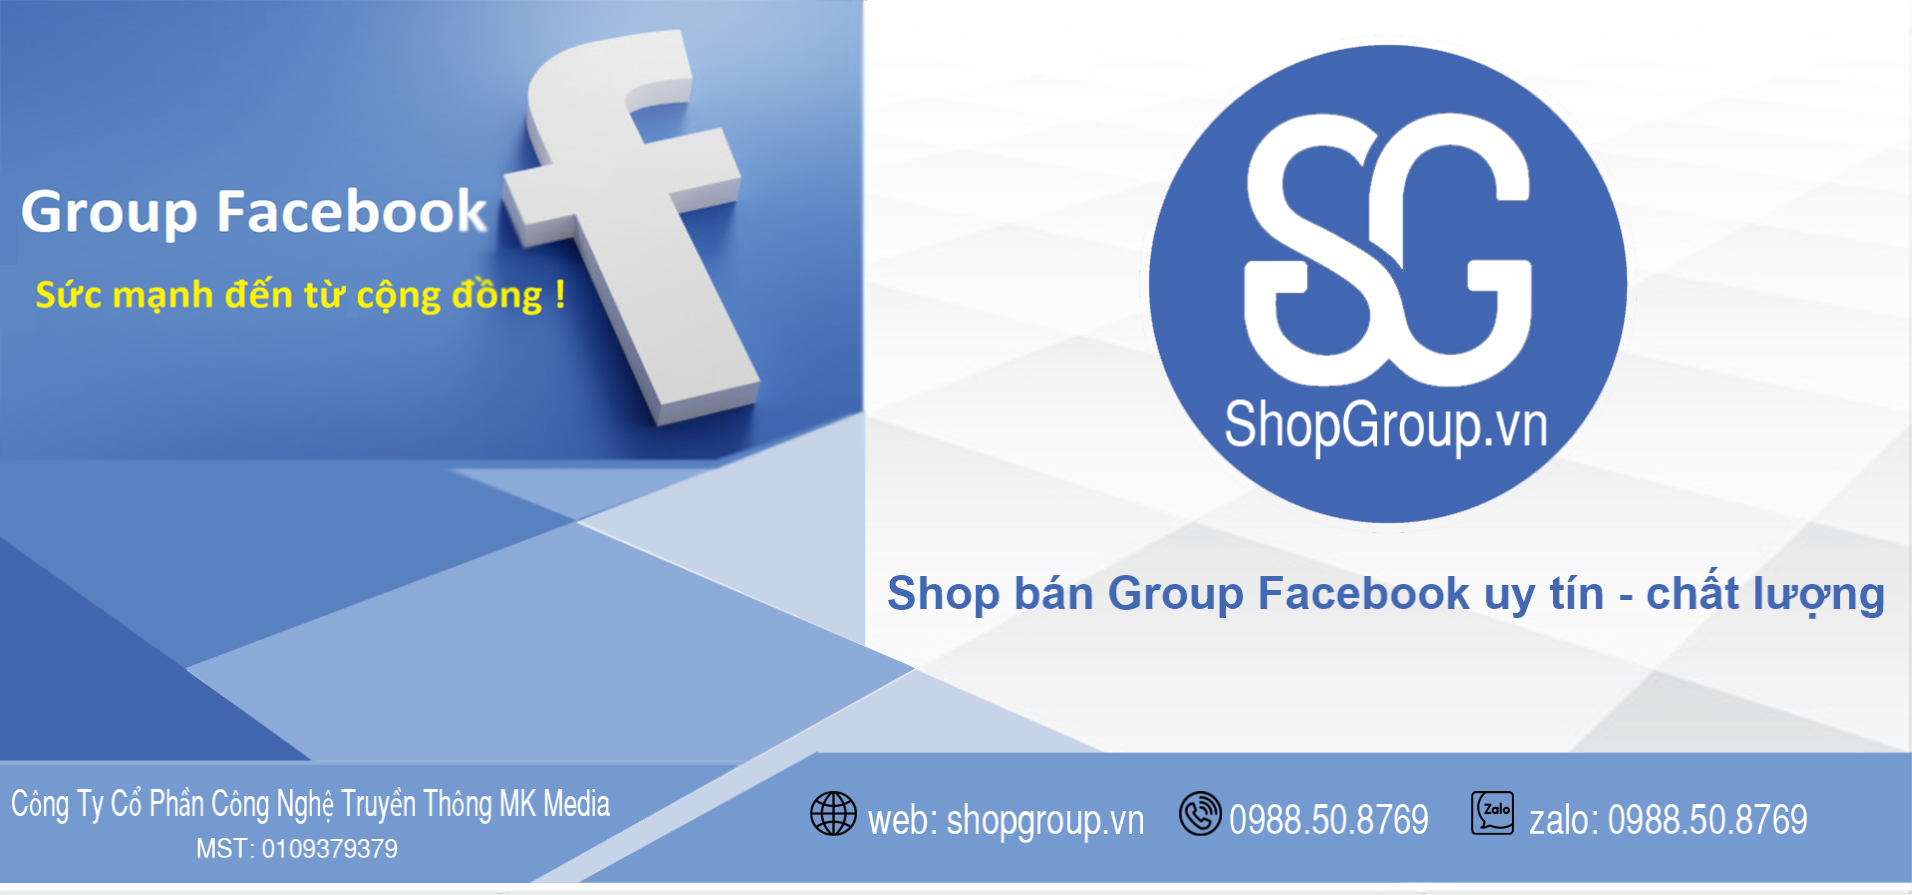 Group Facebook
Sức mạnh đến từ cộng đồng !
SG
ShopGroup.vn
Shop bán Group Facebook uy tín - chất lượng
Công Ty Cổ Phần Công Nghệ Truyền Thông MK Media
MST: 0109379379
web: shopgroup.vn
0988.50.8769
Zalo
zalo: 0988.50.8769